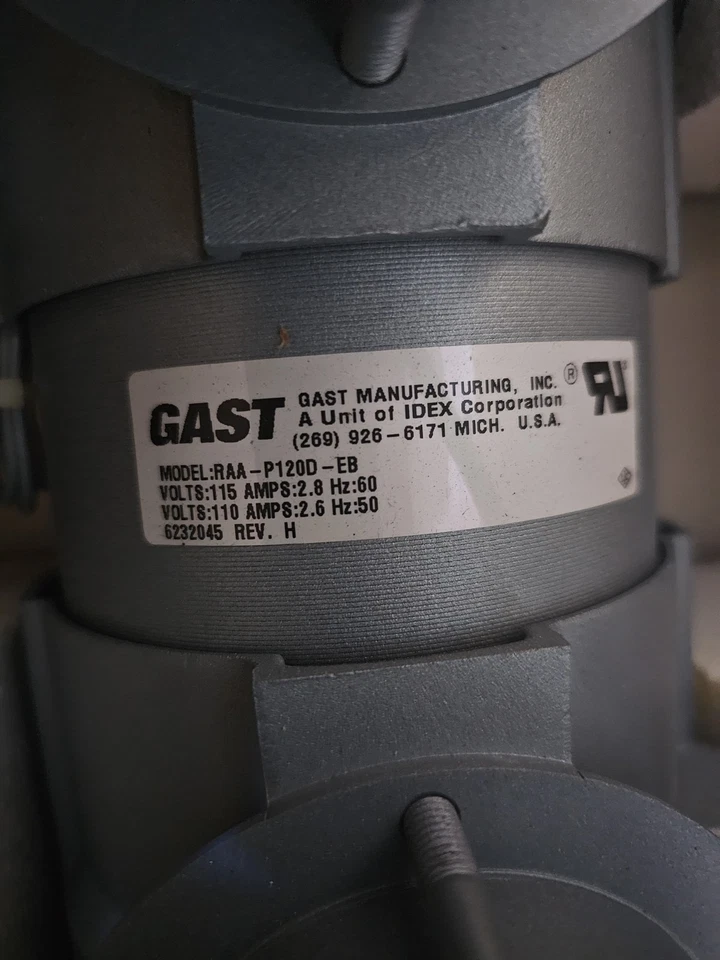 GAST
GAST MANUFACTURING, INC. ®
A Unit of IDEX Corporation
(269) 926-6171 MICH. U.S.A.
MODEL:RAA-P120D-EB
VOLTS:115 AMPS:2.8 Hz:60
VOLTS:110 AMPS:2.6 Hz:50
6232045 REV. H